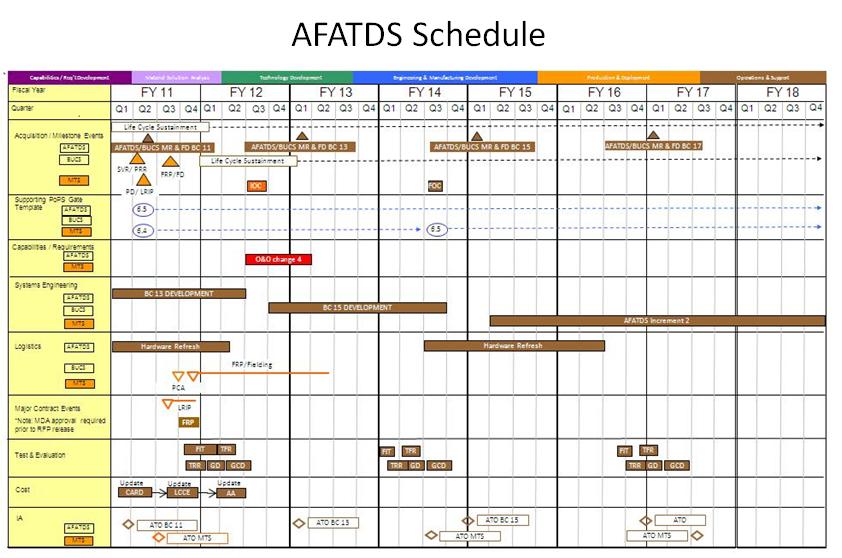 AFATDS Schedule
Capabilities / Req't Development Material Solution Analysis Technology Development Engineering & Manufacturing Development Production & Deployment Operations & Support
Fiscal Year FY 11 FY 12 FY 13 FY 14 FY 15 FY 16 FY 17 FY 18
Quarter Q1 Q2 Q3 Q4 Q1 Q2 Q3 Q4 Q1 Q2 Q3 Q4 Q1 Q2 Q3 Q4 Q1 Q2 Q3 Q4 Q1 Q2 Q3 Q4 Q1 Q2 Q3 Q4 Q1 Q2 Q3 Q4
Life Cycle Sustainment
Acquisition / Milestone Events
AFATDS AFATDS/BUCS MR & FD BC 11 AFATDS/BUCS MR & FD BC 13 AFATDS/BUCS MR & FD BC 15 AFATDS/BUCS MR & FD BC 17
BUCS Life Cycle Sustainment
SVR/ PRR FRP/FD
MTS IOC FOC
PD/ LRIP
Supporting PoPS Gate
Template
AFATDS 6.5
BUCS
MTS 6.4 6.5
Capabilities / Requirements
AFATDS O&O change 4
MTS
Systems Engineering
AFATDS BC 13 DEVELOPMENT
BUCS BC 15 DEVELOPMENT
MTS AFATDS Increment 2
Logistics AFATDS Hardware Refresh Hardware Refresh
BUCS FRP/Fielding
MTS PCA
Major Contract Events LRIP
*Note: MDA approval required FRP
prior to RFP release
Test & Evaluation FIT TFR FIT TFR FIT TFR
TRR GD GCD TRR GD GCD TRR GD GCD
Update Update Update
Cost CARD LCCE AA
IA
AFATDS ATO BC 11 ATO BC 13 ATO BC 15 ATO
MTS ATO MTS ATO MTS ATO MTS